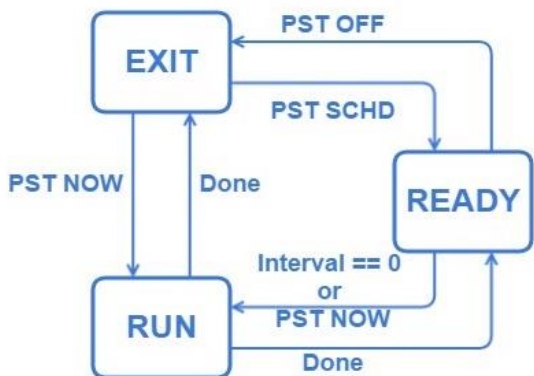 PST OFF
EXIT
PST SCHD
PST NOW
Done
READY
Interval == 0
or
PST NOW
RUN
Done